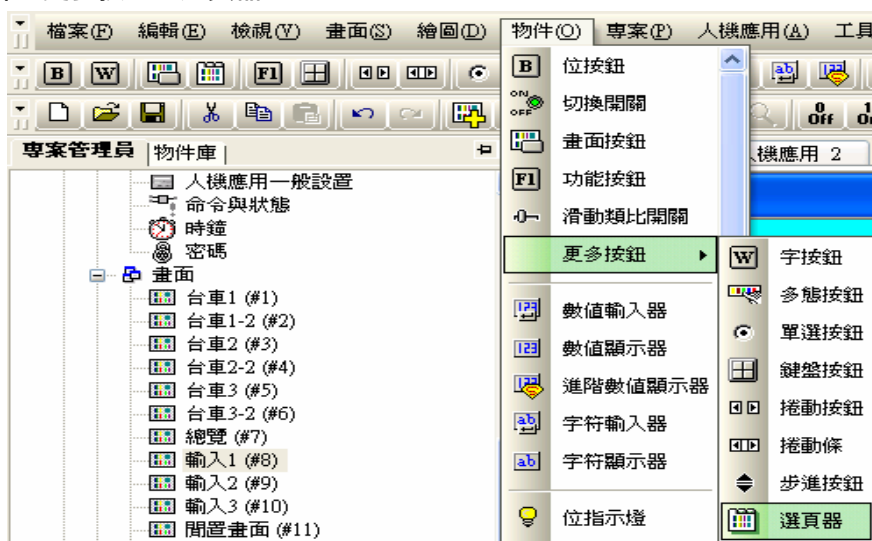 檔案(F) 編輯(E) 檢視(V) 畫面(S) 繪圖(D) 物件(O) 專案(P) 人機應用(A) 工具
B W F1
ON OFF
Off
專案管理員 物件庫
人機應用一般設置
命令與狀態
時鐘
密碼
畫面
台車1 (#1)
台車1-2 (#2)
台車2 (#3)
台車2-2 (#4)
台車3 (#5)
台車3-2 (#6)
總覽 (#7)
輸入1 (#8)
輸入2 (#9)
輸入3 (#10)
閒置畫面 (#11)
位按鈕
切換開關
畫面按鈕
功能按鈕
滑動類比開關
更多按鈕
數值輸入器
數值顯示器
進階數值顯示器
字符輸入器
字符顯示器
位指示燈
機應用 2
字按鈕
多態按鈕
單選按鈕
鍵盤按鈕
捲動按鈕
捲動條
步進按鈕
選頁器